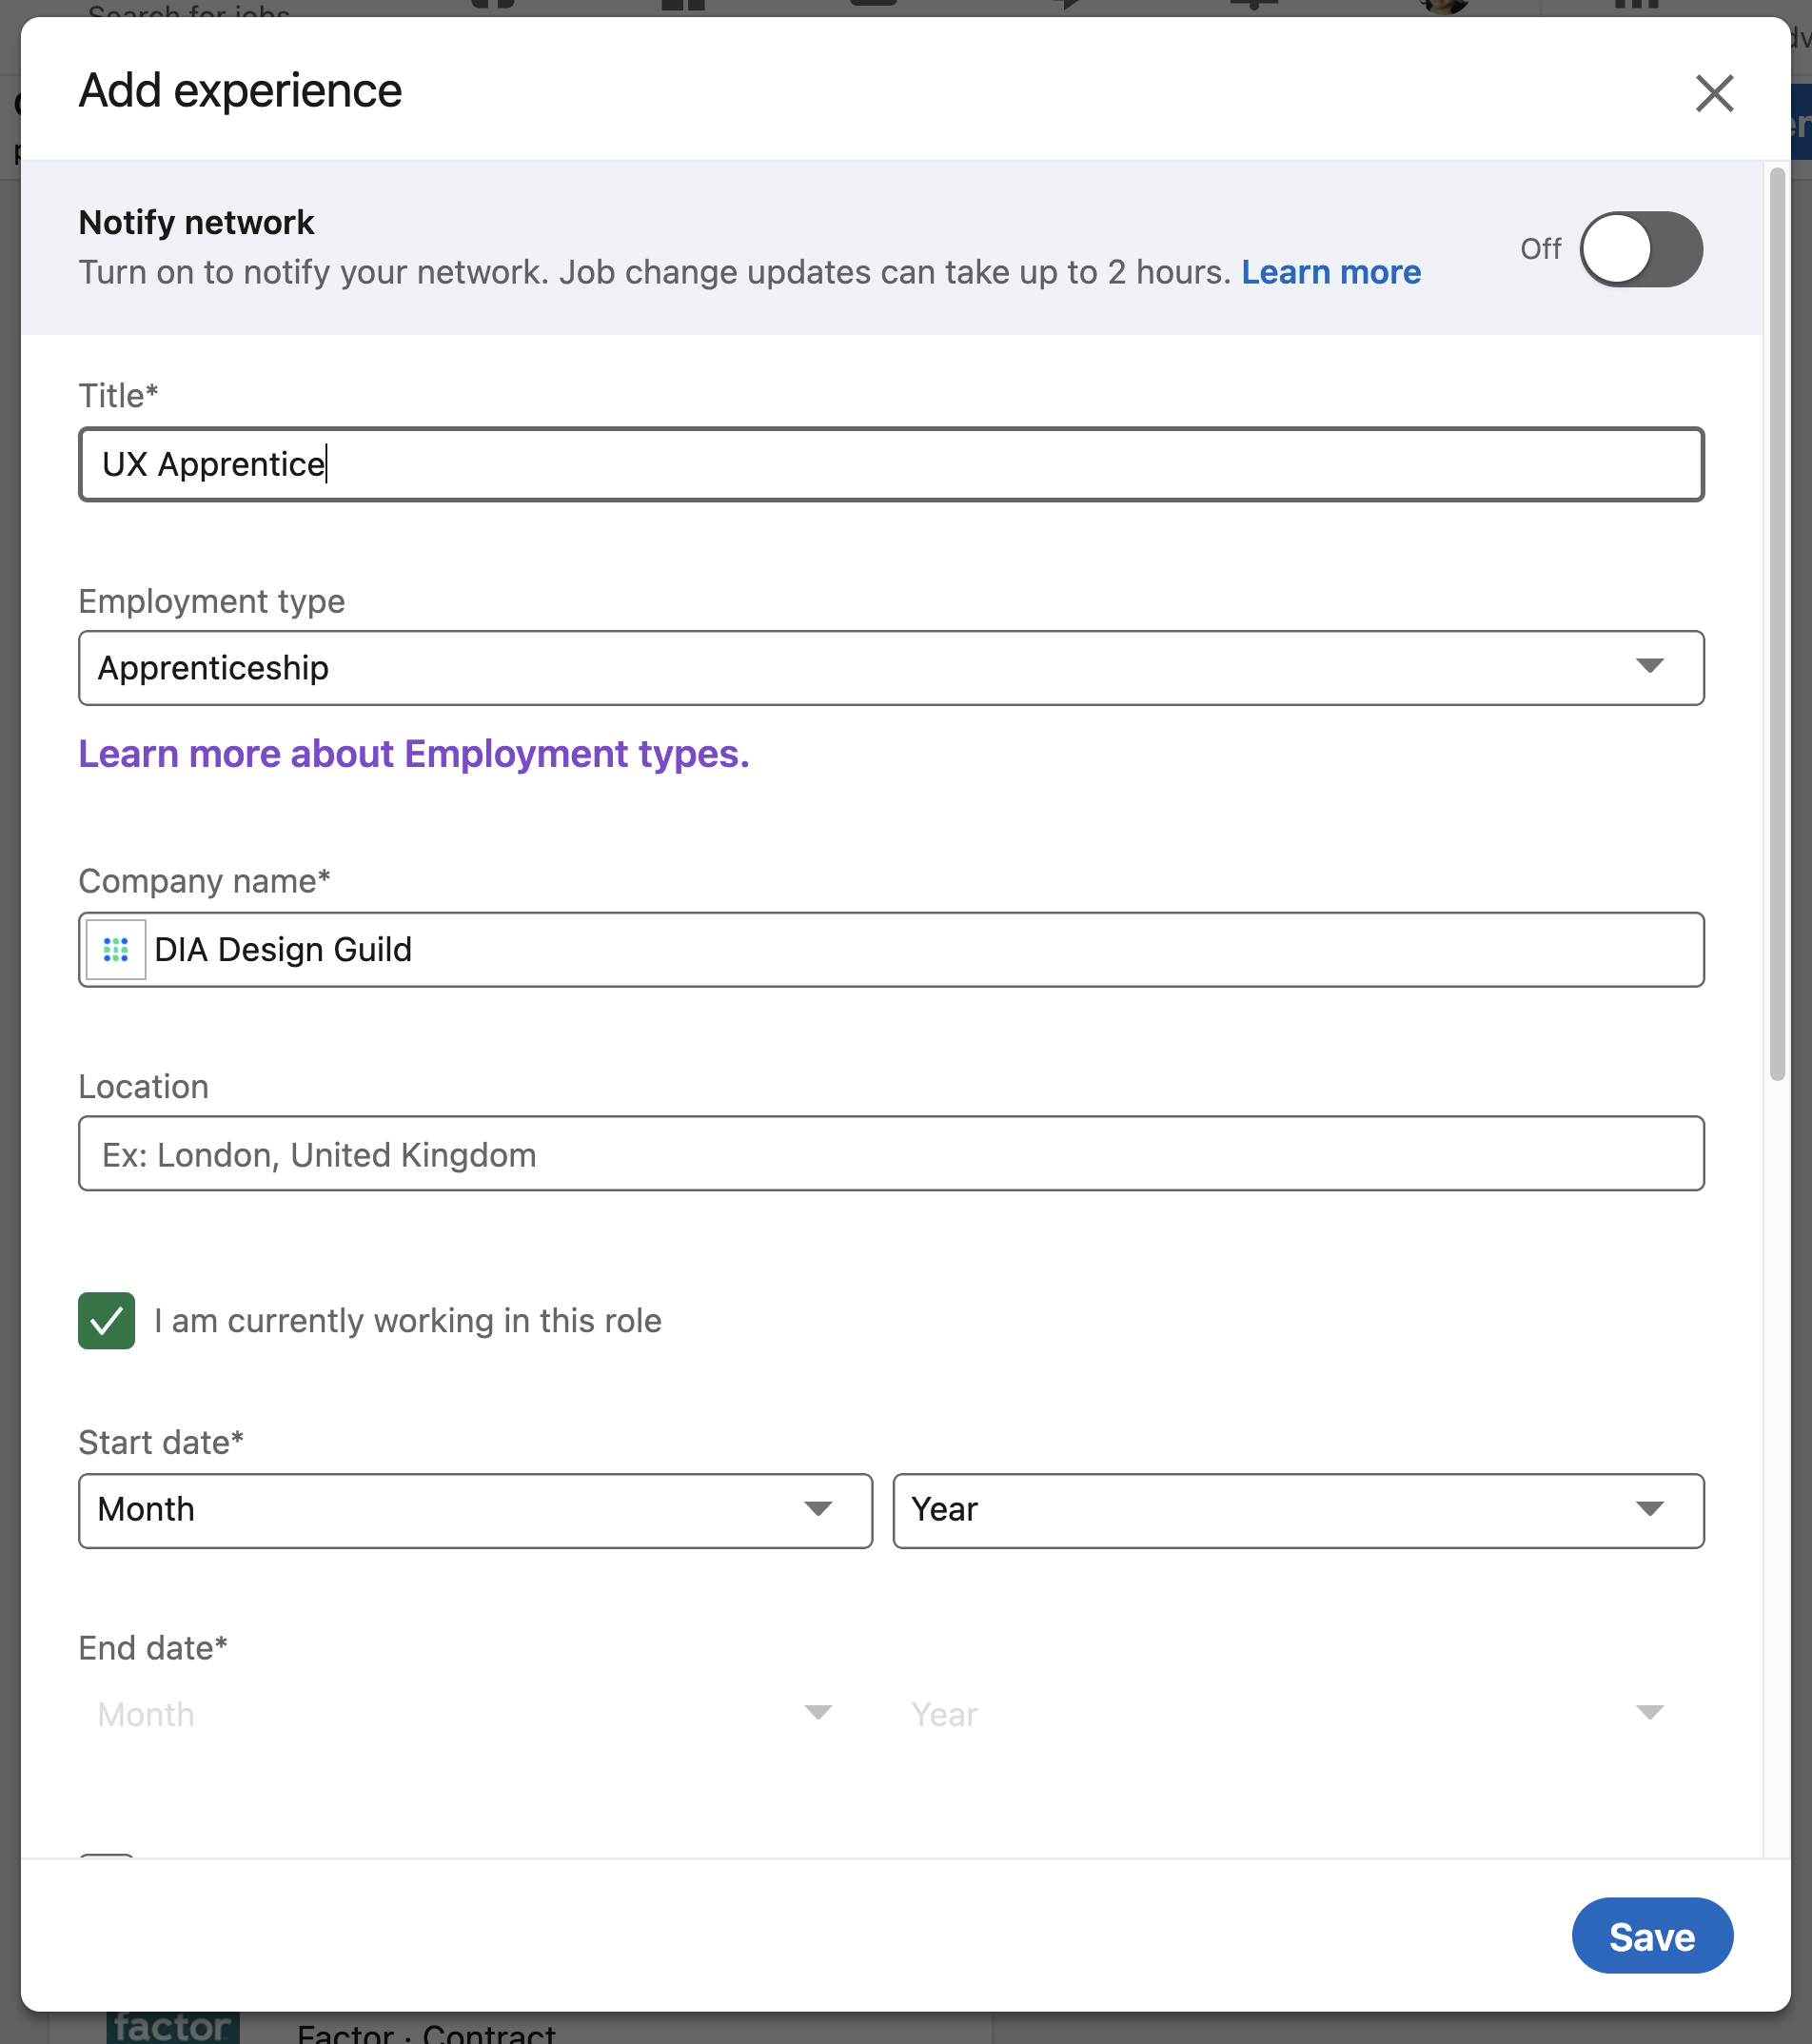 Search for jobs
Add experience
Notify network
Turn on to notify your network. Job change updates can take up to 2 hours. Learn more
Off
Title*
UX Apprentice
Employment type
Apprenticeship
Learn more about Employment types.
Company name*
DIA Design Guild
Location
Ex: London, United Kingdom
I am currently working in this role
Start date*
Month Year
End date*
Month Year
Save
factor
Factor · Contract